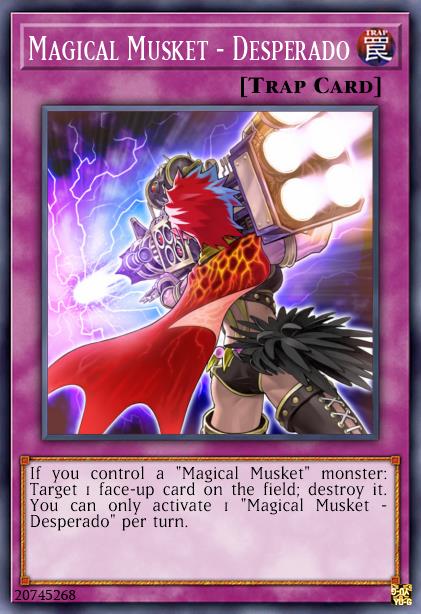 Magical Musket - Desperado
TRAP
罠
[Trap Card]
If you control a "Magical Musket" monster:
Target 1 face-up card on the field; destroy it.
You can only activate 1 "Magical Musket -
Desperado" per turn.
20745268